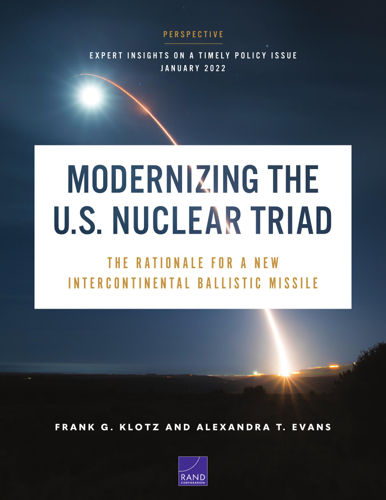 PERSPECTIVE
EXPERT INSIGHTS ON A TIMELY POLICY ISSUE
JANUARY 2022
MODERNIZING THE
U.S. NUCLEAR TRIAD
THE RATIONALE FOR A NEW
INTERCONTINENTAL BALLISTIC MISSILE
FRANK G. KLOTZ AND ALEXANDRA T. EVANS
RAND
CORPORATION